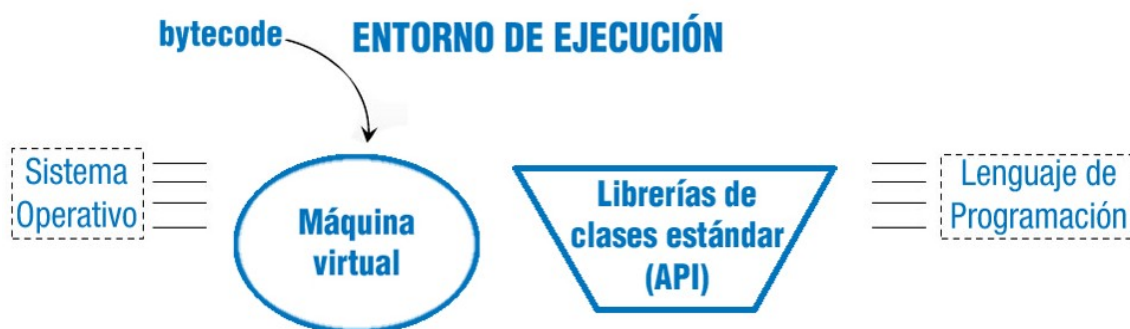 bytecode
ENTORNO DE EJECUCIÓN
Sistema
Operativo
Máquina
virtual
Librerías de
clases estándar
(API)
Lenguaje de
Programación